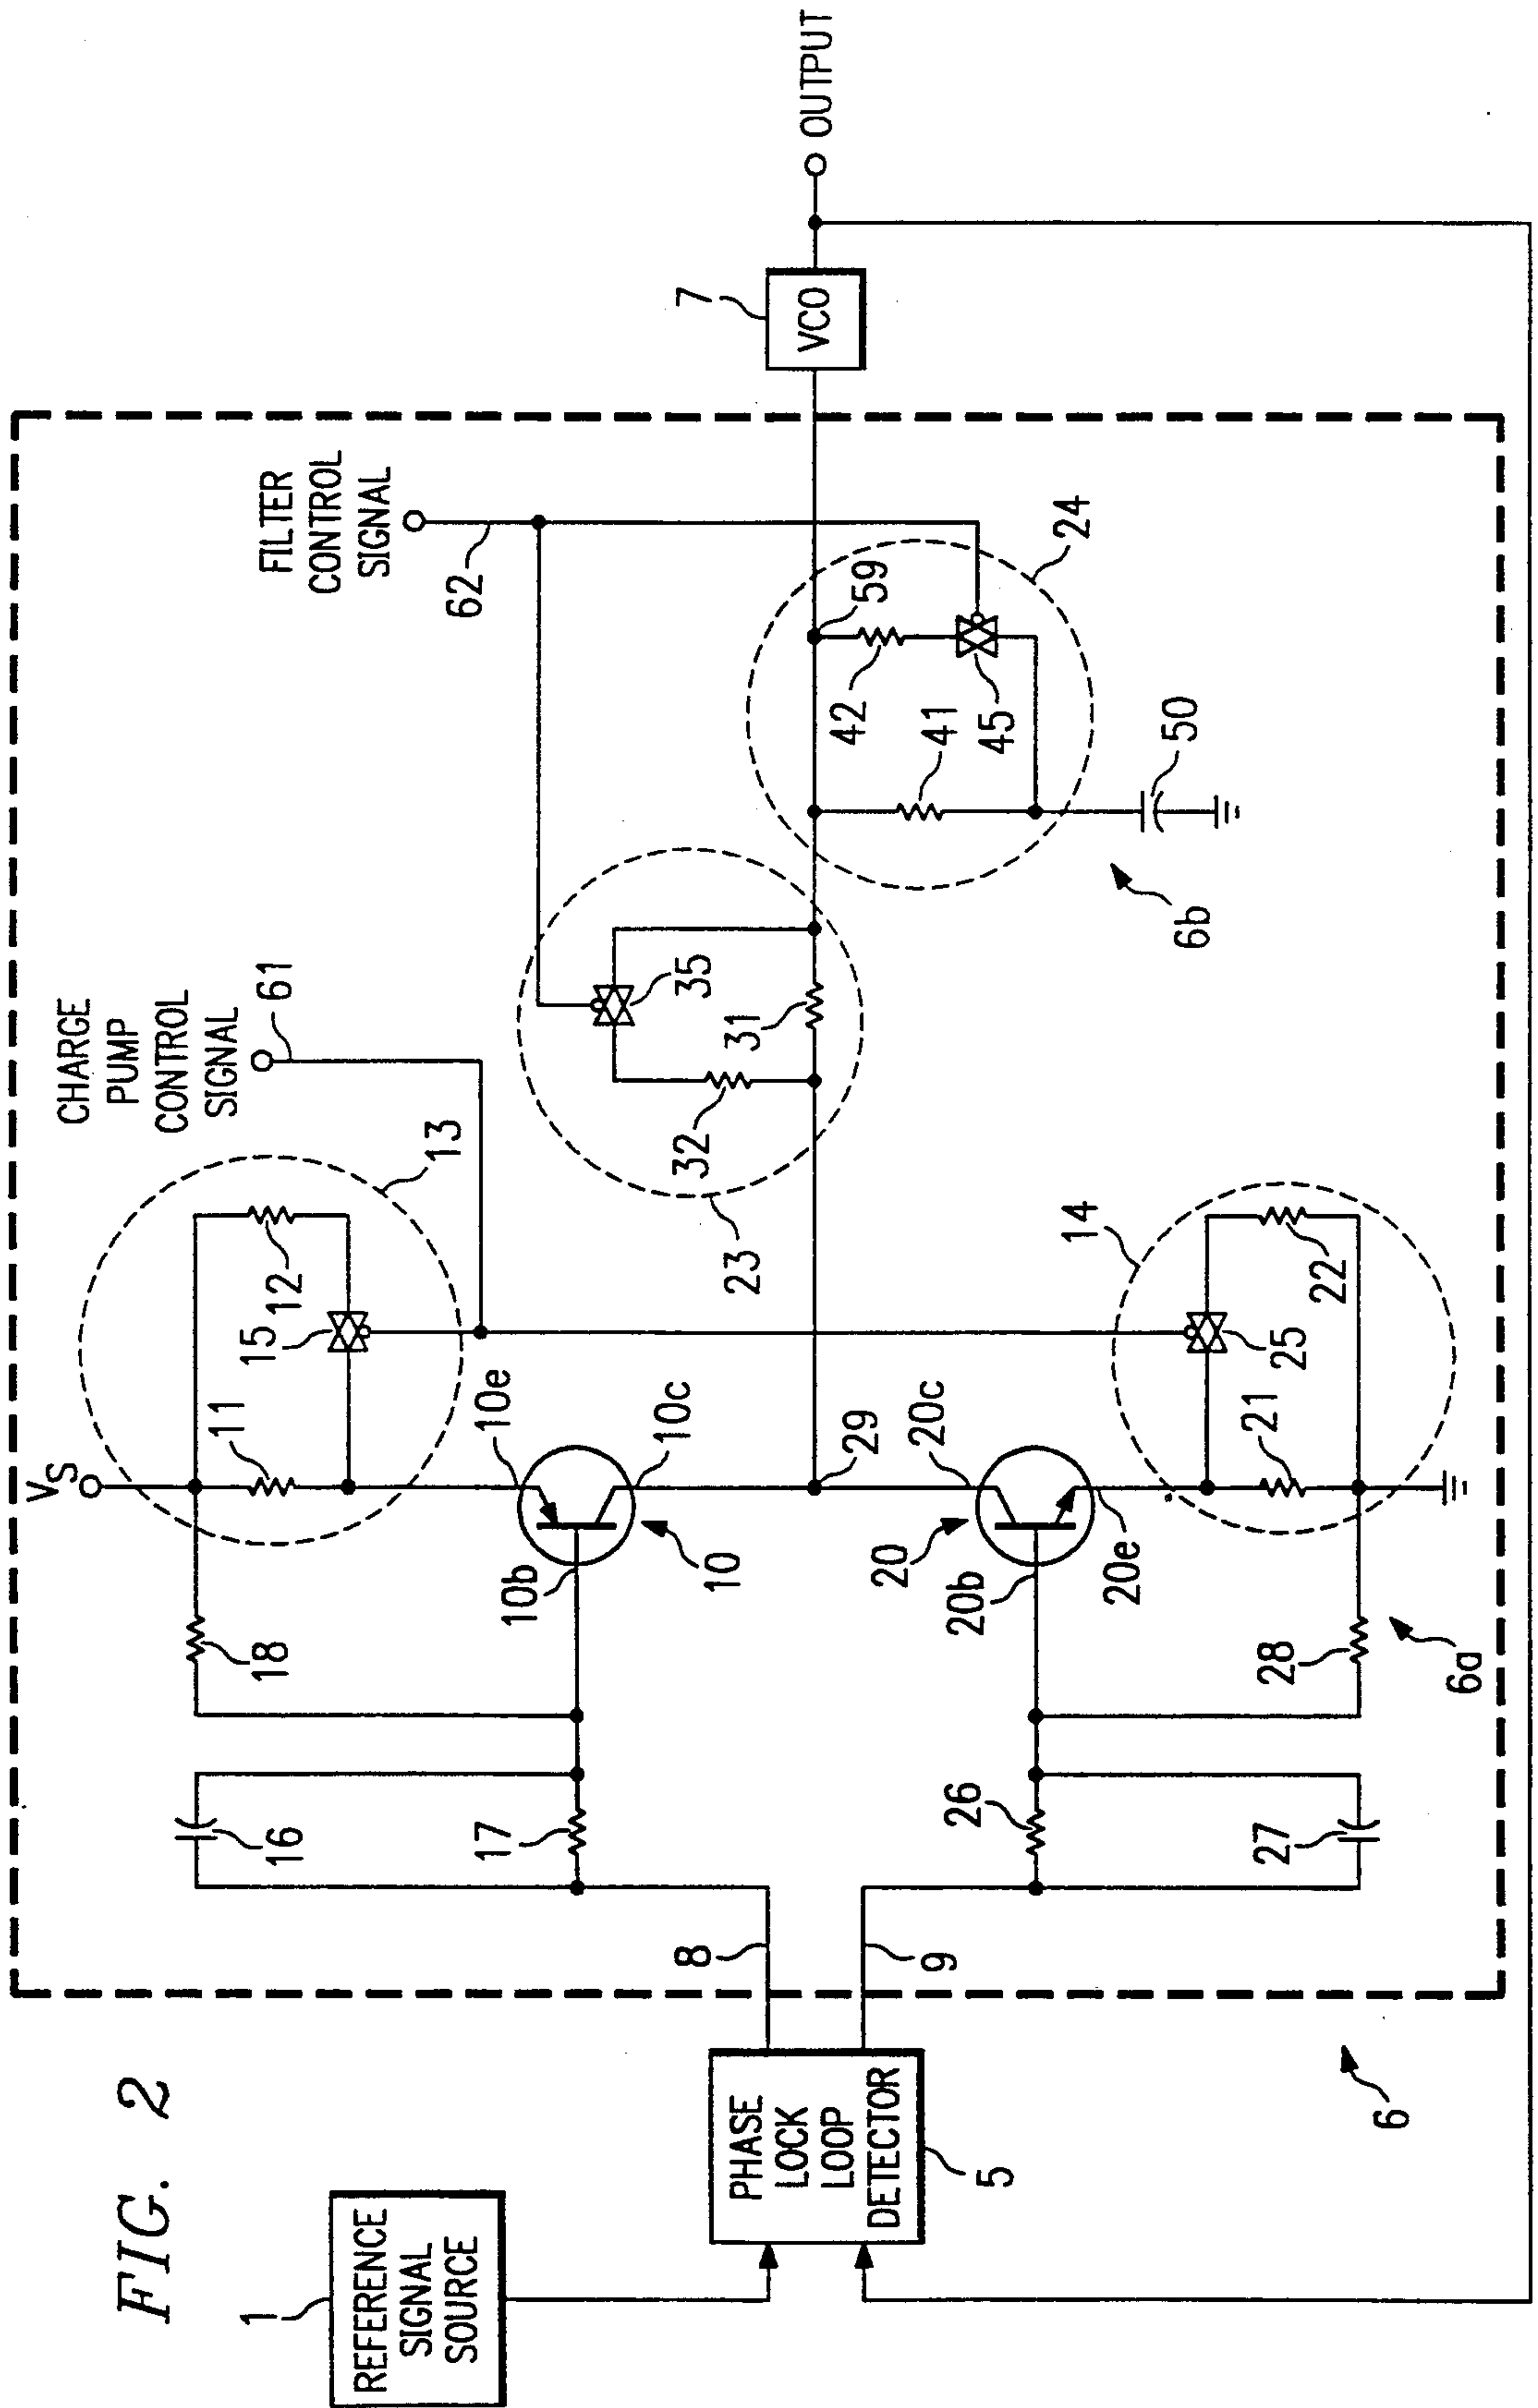 FIG. 2
1
REFERENCE
SIGNAL
SOURCE
PHASE
LOCK
LOOP
DETECTOR
5
6
8
9
16
17
18
26
27
28
6a
VS
11
12
15
13
10b
10e
10c
10
29
20
20b
20c
20e
14
21
22
25
CHARGE
PUMP
CONTROL
SIGNAL
61
23
32
31
35
FILTER
CONTROL
SIGNAL
62
59
24
42
41
45
50
6b
7
VCO
OUTPUT